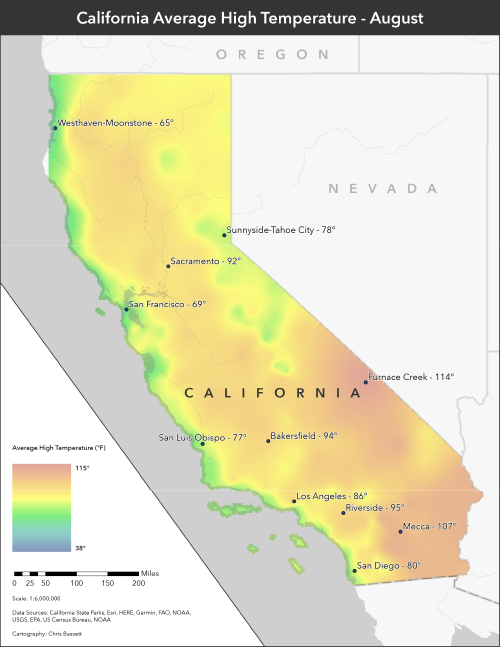 California Average High Temperature - August
OREGON
Westhaven-Moonstone - 65°
NEVADA
Sunnyside-Tahoe City - 78°
Sacramento - 92°
San Francisco - 69°
Furnace Creek - 114°
CALIFORNIA
San Luis Obispo - 77°
Bakersfield - 94°
Average High Temperature (°F)
115°
38°
Los Angeles - 86°
Riverside - 95°
Mecca - 107°
San Diego - 80°
Miles
0 25 50 100 150 200
Scale: 1:6,000,000
Data Sources: California State Parks, Esri, HERE, Garmin, FAO, NOAA,
USGS, EPA, US Census Bureau, NOAA
Cartography: Chris Bassett